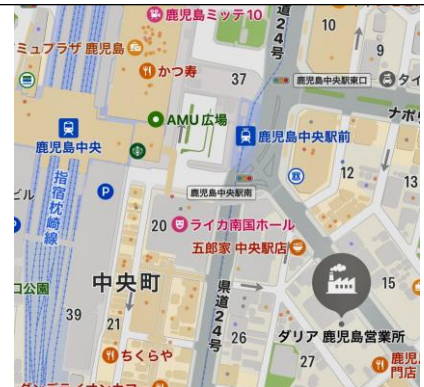 鹿児島ミッテ10
県道24号
10
9
ミュプラザ 鹿児島
かつ寿
37
鹿児島中央駅東口
タイ
ナポ
AMU広場
鹿児島中央駅前
鹿児島中央
鹿児島中央駅南
12
13
指宿枕崎線
ビル
P
20
ライカ南国ホール
五郎家 中央駅店
口公園
中央町
15
県道24号
39
21
26
ダリア 鹿児島営業所
ちくらや
27
鹿児
門店